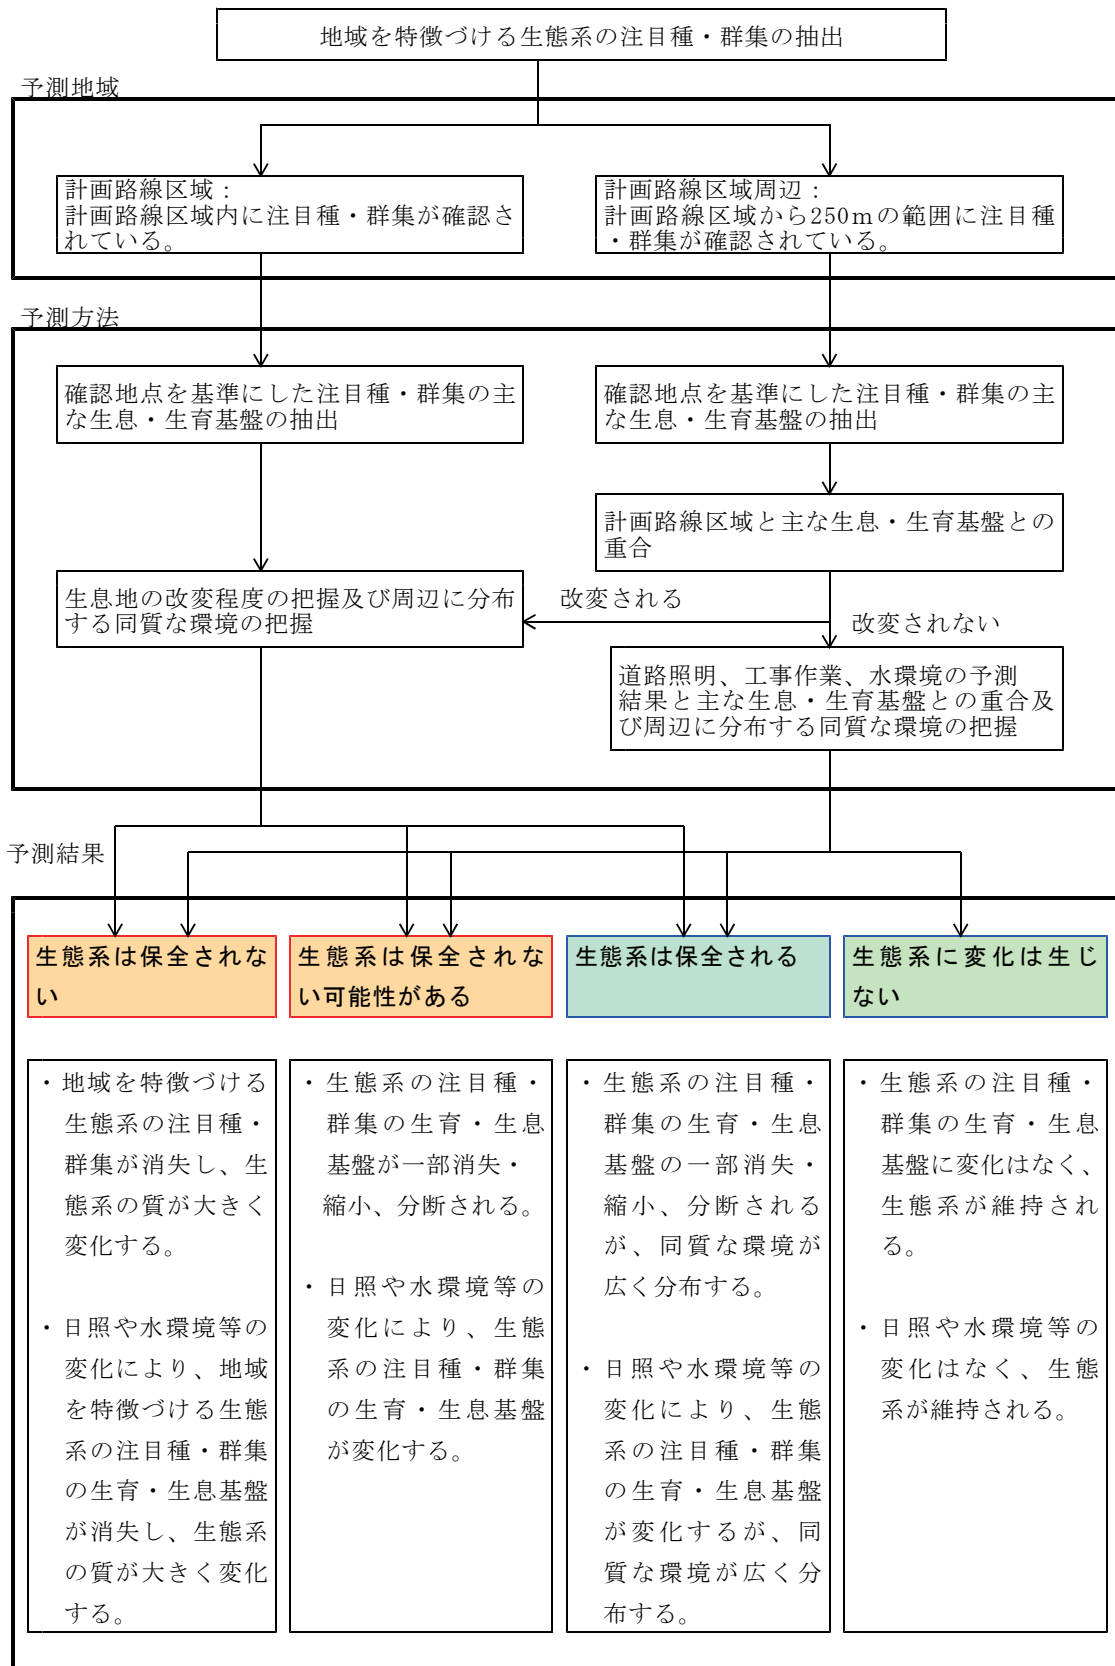 地域を特徴づける生態系の注目種・群集の抽出
予測地域
計画路線区域：
計画路線区域内に注目種・群集が確認さ
れている。
計画路線区域周辺：
計画路線区域から250ｍの範囲に注目種
・群集が確認されている。
予測方法
確認地点を基準にした注目種・群集の主
な生息・生育基盤の抽出
確認地点を基準にした注目種・群集の主
な生息・生育基盤の抽出
計画路線区域と主な生息・生育基盤との
重合
生息地の改変程度の把握及び周辺に分布
する同質な環境の把握
改変される
改変されない
道路照明、工事作業、水環境の予測
結果と主な生息・生育基盤との重合及
び周辺に分布する同質な環境の把握
予測結果
生態系は保全されな
い
生態系は保全されな
い可能性がある
生態系は保全される
生態系に変化は生じ
ない
・地域を特徴づける
生態系の注目種・
群集が消失し、生
態系の質が大きく
変化する。
・日照や水環境等の
変化により、地域
を特徴づける生態
系の注目種・群集
の生育・生息基盤
が消失し、生態系
の質が大きく変化
する。
・生態系の注目種・
群集の生育・生息
基盤が一部消失・
縮小、分断される。
・日照や水環境等の
変化により、生態
系の注目種・群集
の生育・生息基盤
が変化する。
・生態系の注目種・
群集の生育・生息
基盤の一部消失・
縮小、分断される
が、同質な環境が
広く分布する。
・日照や水環境等の
変化により、生態
系の注目種・群集
の生育・生息基盤
が変化するが、同
質な環境が広く分
布する。
・生態系の注目種・
群集の生育・生息
基盤に変化はなく、
生態系が維持され
る。
・日照や水環境等の
変化はなく、生態
系が維持される。